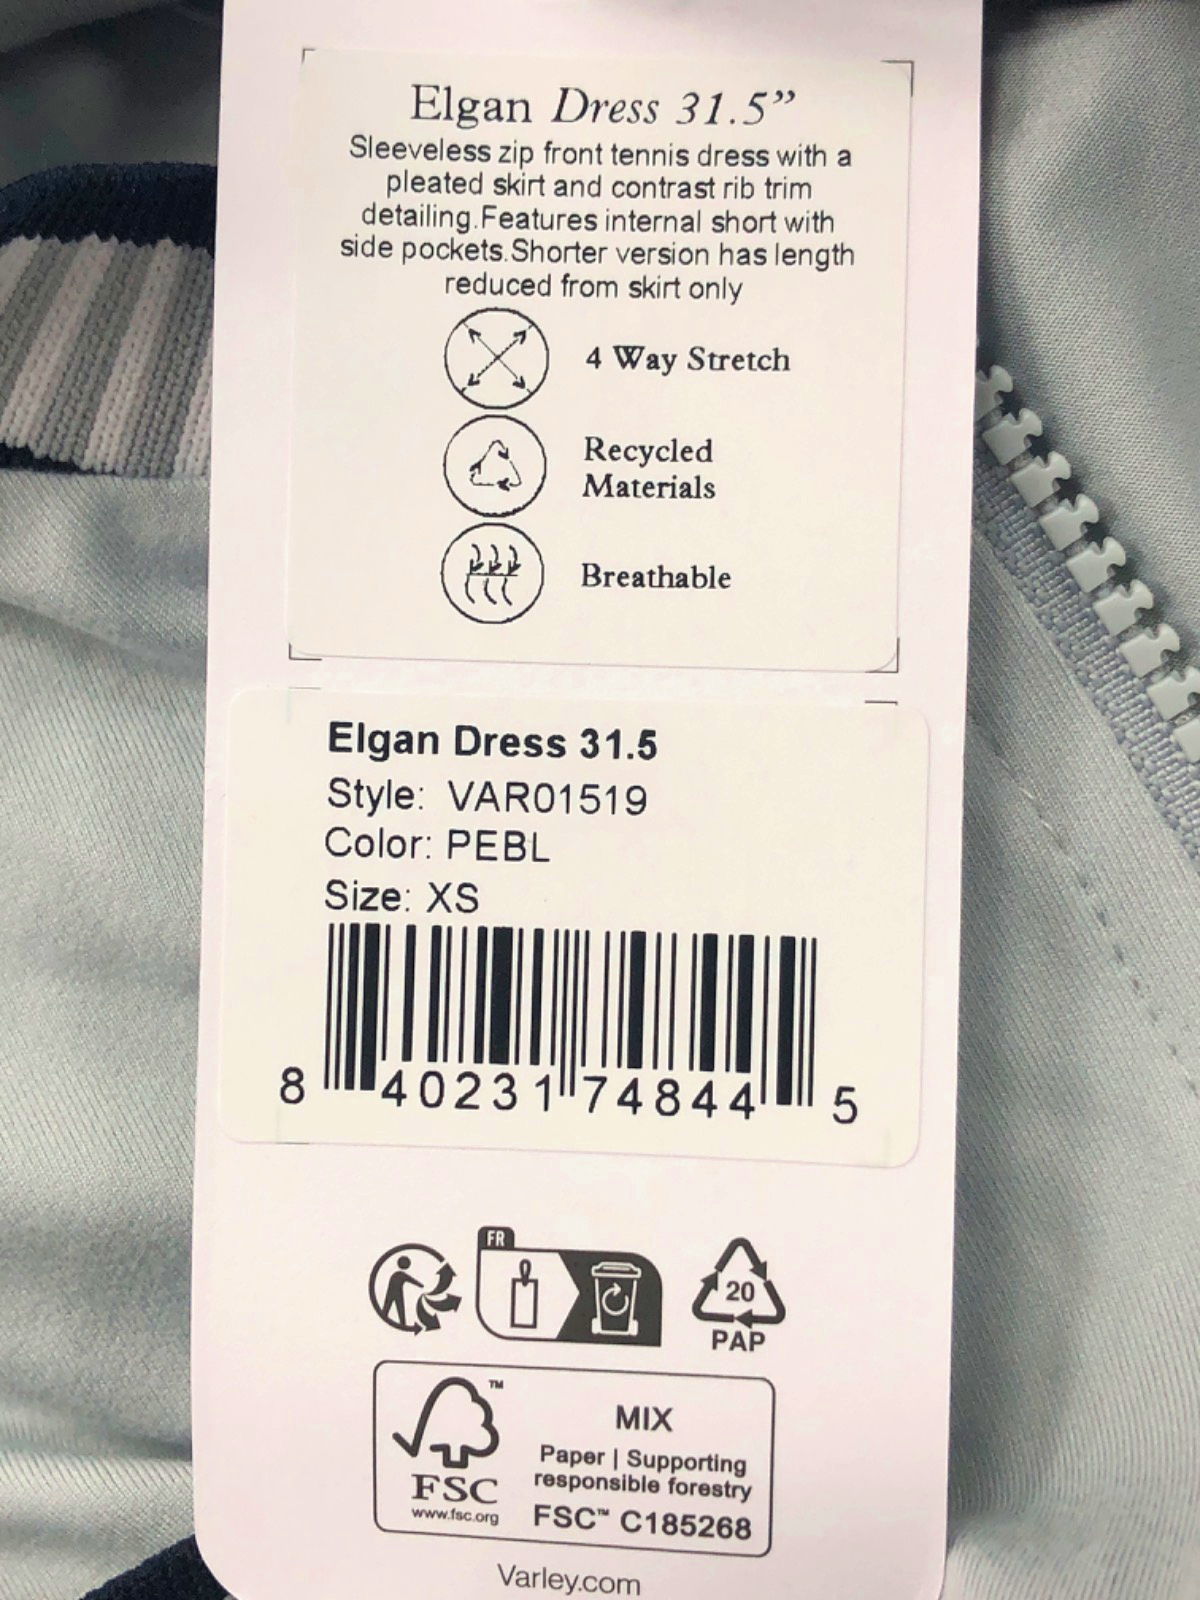 Elgan Dress 31.5”
Sleeveless zip front tennis dress with a
pleated skirt and contrast rib trim
detailing.Features internal short with
side pockets.Shorter version has length
reduced from skirt only
4 Way Stretch
Recycled
Materials
Breathable
Elgan Dress 31.5
Style: VAR01519
Color: PEBL
Size: XS
8 40231 74844 5
FR
20
PAP
TM
FSC
www.fsc.org
MIX
Paper | Supporting
responsible forestry
FSC™ C185268
Varley.com